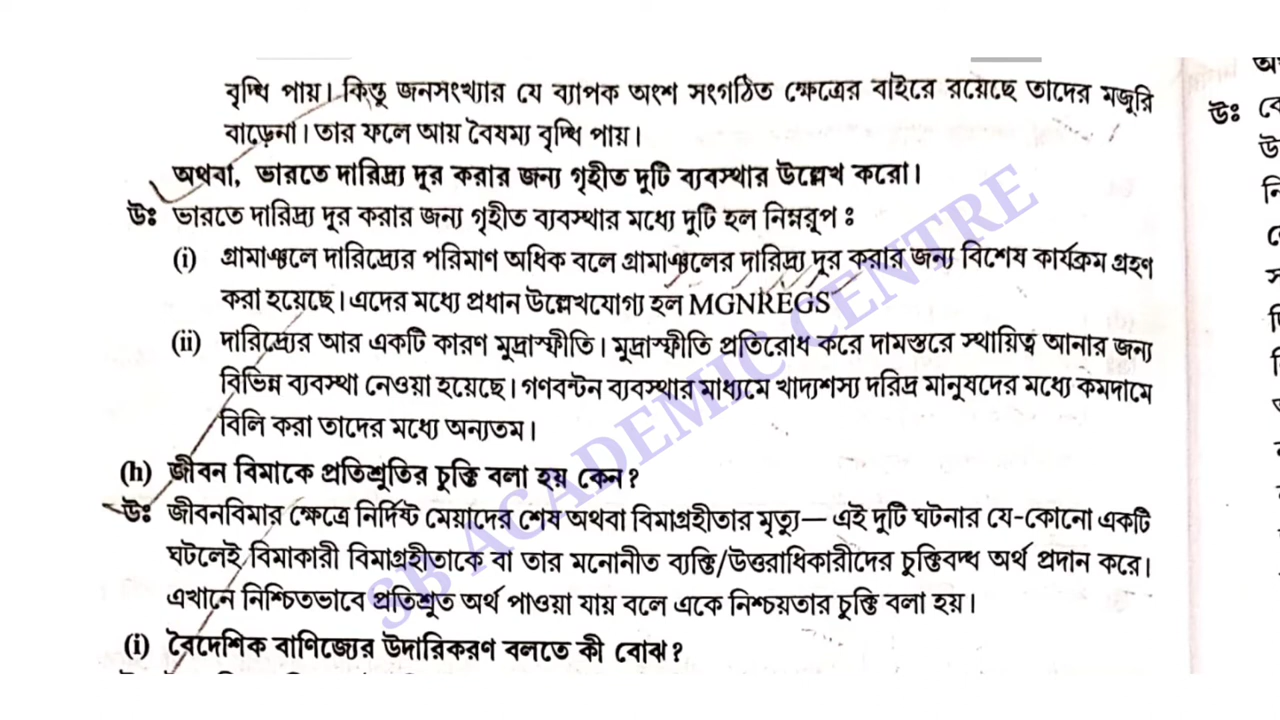 বৃদ্ধি পায়। কিন্তু জনসংখ্যার যে ব্যাপক অংশ সংগঠিত ক্ষেত্রের বাইরে রয়েছে তাদের মজুরি
বাড়েনা। তার ফলে আয় বৈষম্য বৃদ্ধি পায়।
অথবা, ভারতে দারিদ্র্য দূর করার জন্য গৃহীত দুটি ব্যবস্থার উল্লেখ করো।
উঃ ভারতে দারিদ্র্য দূর করার জন্য গৃহীত ব্যবস্থার মধ্যে দুটি হল নিম্নরূপ ঃ
(i) গ্রামাঞ্চলে দারিদ্র্যের পরিমাণ অধিক বলে গ্রামাঞ্চলের দারিদ্র্য দূর করার জন্য বিশেষ কার্যক্রম গ্রহণ
করা হয়েছে। এদের মধ্যে প্রধান উল্লেখযোগ্য হল MGNREGS
(ii) দারিদ্র্যের আর একটি কারণ মুদ্রাস্ফীতি। মুদ্রাস্ফীতি প্রতিরোধ করে দামস্তরে স্থায়িত্ব আনার জন্য
বিভিন্ন ব্যবস্থা নেওয়া হয়েছে। গণবন্টন ব্যবস্থার মাধ্যমে খাদ্যশস্য দরিদ্র মানুষদের মধ্যে কমদামে
বিলি করা তাদের মধ্যে অন্যতম।
(h) জীবন বিমাকে প্রতিশ্রুতির চুক্তি বলা হয় কেন?
উঃ জীবনবিমার ক্ষেত্রে নির্দিষ্ট মেয়াদের শেষ অথবা বিমাগ্রহীতার মৃত্যু— এই দুটি ঘটনার যে-কোনো একটি
ঘটলেই বিমাকারী বিমাগ্রহীতাকে বা তার মনোনীত ব্যক্তি/উত্তরাধিকারীদের চুক্তিবদ্ধ অর্থ প্রদান করে।
এখানে নিশ্চিতভাবে প্রতিশ্রুত অর্থ পাওয়া যায় বলে একে নিশ্চয়তার চুক্তি বলা হয়।
(i) বৈদেশিক বাণিজ্যের উদারিকরণ বলতে কী বোঝ?
SB ACADEMIC CENTRE
উঃ